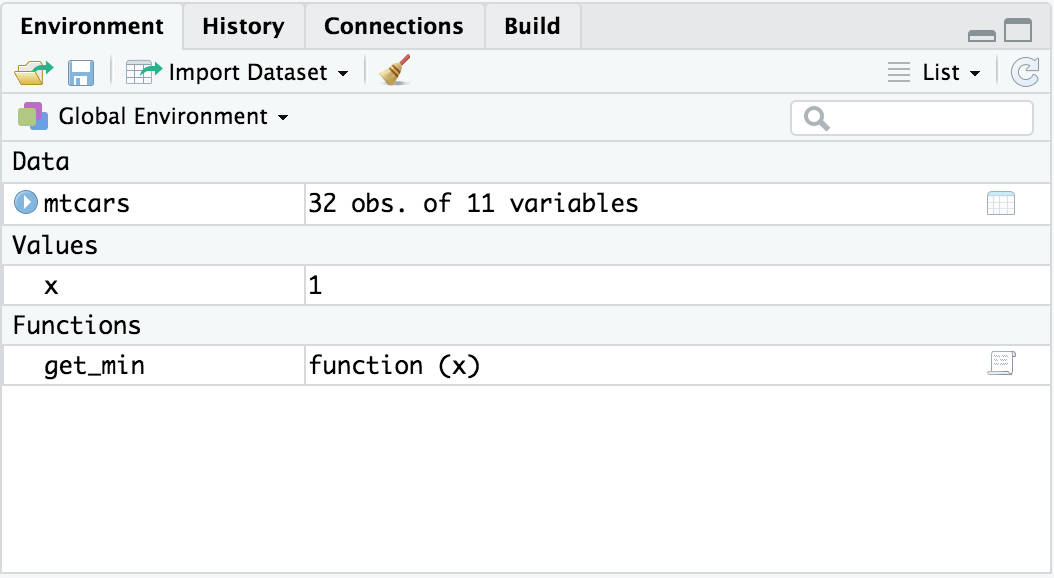 Environment History Connections Build
Import Dataset List
Global Environment
Data
mtcars 32 obs. of 11 variables
Values
x 1
Functions
get_min function (x)